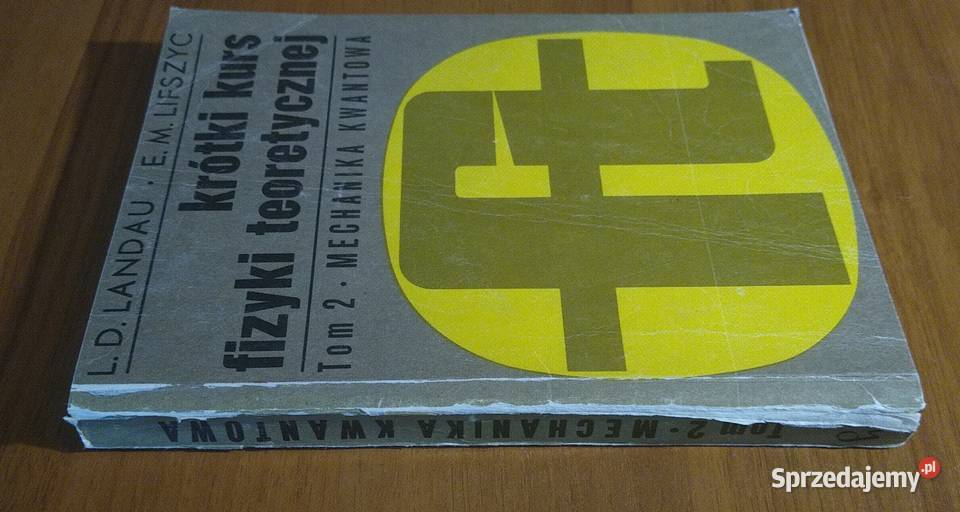 L. D. LANDAU · E. M. LIFSZYC
krótki kurs
fizyki teoretycznej
Tom 2 · MECHANIKA KWANTOWA
Tom 2 · MECHANIKA KWANTOWA
Sprzedajemy.pl